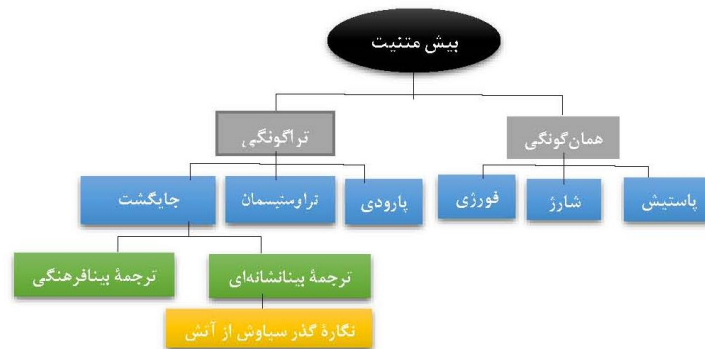 بیش متنیت
همان‌گونگی
تراگونگی
پاستیش
شارژ
فورژی
پارودی
تراوستیسمان
جایگشت
ترجمهٔ بینانشانه‌ای
ترجمهٔ بینافرهنگی
نگارهٔ گذر سیاوش از آتش